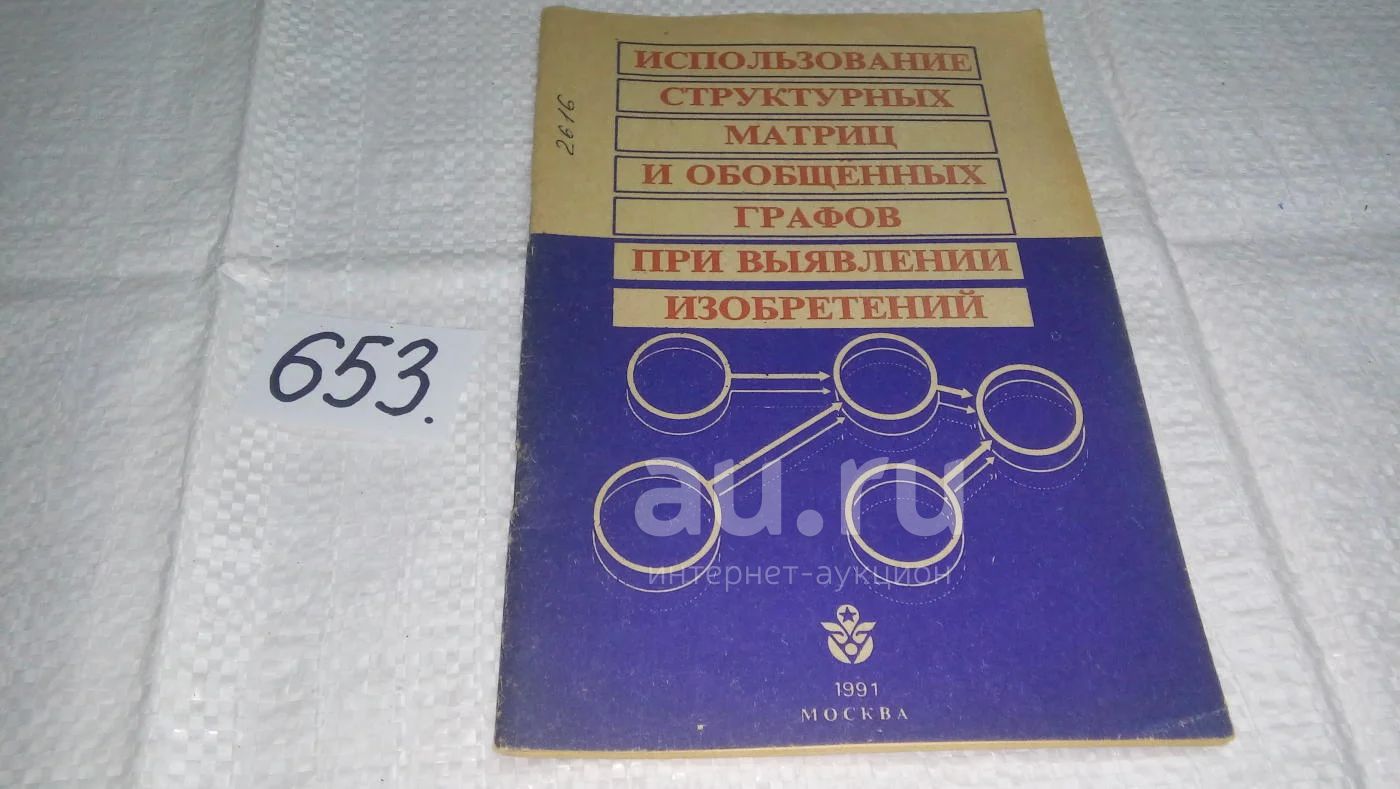 ИСПОЛЬЗОВАНИЕ
СТРУКТУРНЫХ
МАТРИЦ
И ОБОБЩЁННЫХ
ГРАФОВ
ПРИ ВЫЯВЛЕНИИ
ИЗОБРЕТЕНИЙ
2616
653.
au.ru
интернет-аукцион
1991
МОСКВА